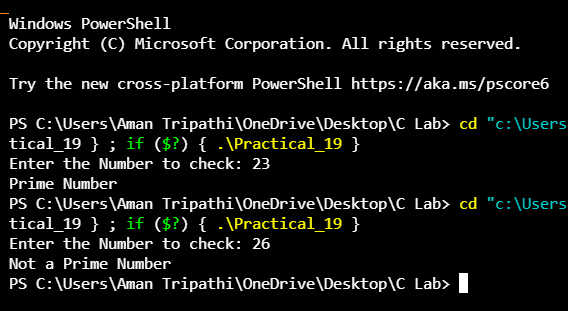 Windows PowerShell
Copyright (C) Microsoft Corporation. All rights reserved.
Try the new cross-platform PowerShell https://aka.ms/pscore6
PS C:\Users\Aman Tripathi\OneDrive\Desktop\C Lab> cd "c:\Users
tical_19 } ; if ($?) { .\Practical_19 }
Enter the Number to check: 23
Prime Number
PS C:\Users\Aman Tripathi\OneDrive\Desktop\C Lab> cd "c:\Users
tical_19 } ; if ($?) { .\Practical_19 }
Enter the Number to check: 26
Not a Prime Number
PS C:\Users\Aman Tripathi\OneDrive\Desktop\C Lab>